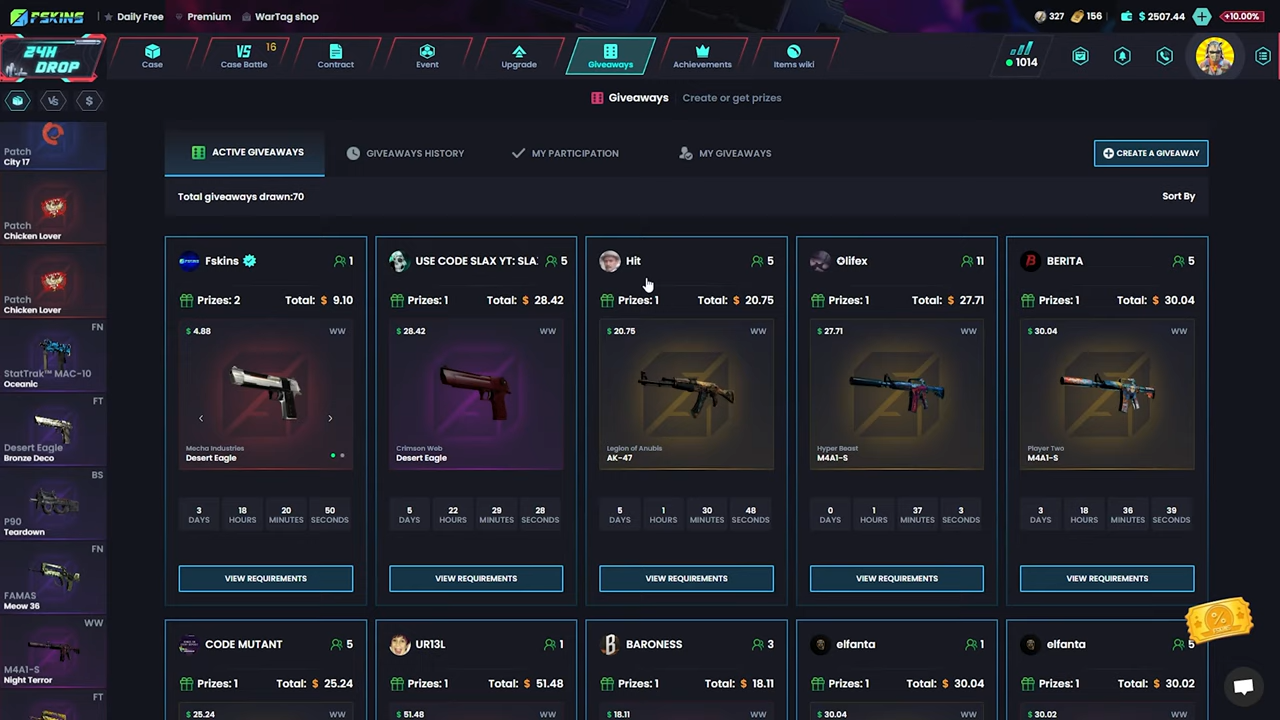 FSKINS
Daily Free
Premium
WarTag shop
327
156
$ 2507.44
+10.00%
24H
DROP
Case
VS
16
Case Battle
Contract
Event
Upgrade
Giveaways
Achievements
Items wiki
1014
VS
$
Giveaways
Create or get prizes
ACTIVE GIVEAWAYS
GIVEAWAYS HISTORY
MY PARTICIPATION
MY GIVEAWAYS
CREATE A GIVEAWAY
Total giveaways drawn:70
Sort By
Patch
City 17
Patch
Chicken Lover
Patch
Chicken Lover
FN
StatTrak™ MAC-10
Oceanic
FT
Desert Eagle
Bronze Deco
BS
P90
Teardown
FN
FAMAS
Meow 36
WW
M4A1-S
Night Terror
FT
Fskins
1
Prizes: 2
Total: $ 9.10
$ 4.88
WW
Mecha Industries
Desert Eagle
3 18 20 50
DAYS HOURS MINUTES SECONDS
VIEW REQUIREMENTS
USE CODE SLAX YT: SLA
5
Prizes: 1
Total: $ 28.42
$ 28.42
WW
Crimson Web
Desert Eagle
5 22 29 28
DAYS HOURS MINUTES SECONDS
VIEW REQUIREMENTS
Hit
5
Prizes: 1
Total: $ 20.75
$ 20.75
WW
Legion of Anubis
AK-47
5 1 30 48
DAYS HOURS MINUTES SECONDS
VIEW REQUIREMENTS
Olifex
11
Prizes: 1
Total: $ 27.71
$ 27.71
WW
Hyper Beast
M4A1-S
0 1 37 3
DAYS HOURS MINUTES SECONDS
VIEW REQUIREMENTS
BERITA
5
Prizes: 1
Total: $ 30.04
$ 30.04
WW
Player Two
M4A1-S
3 18 36 39
DAYS HOURS MINUTES SECONDS
VIEW REQUIREMENTS
CODE MUTANT
5
Prizes: 1
Total: $ 25.24
$ 25.24
WW
UR13L
1
Prizes: 1
Total: $ 51.48
$ 51.48
WW
BARONESS
3
Prizes: 1
Total: $ 18.11
$ 18.11
WW
elfanta
1
Prizes: 1
Total: $ 30.04
$ 30.04
WW
elfanta
5
Prizes: 1
Total: $ 30.02
$ 30.02
WW